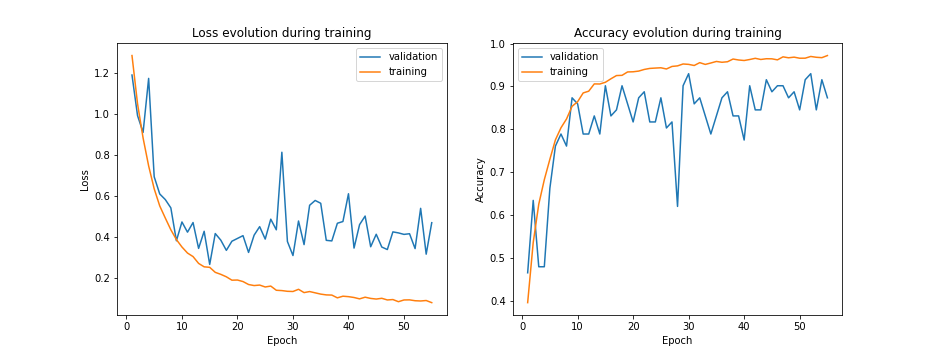 Loss evolution during training
validation
training
1.2
1.0
0.8
0.6
0.4
0.2
Loss
0 10 20 30 40 50
Epoch
Accuracy evolution during training
validation
training
1.0
0.9
0.8
0.7
0.6
0.5
0.4
Accuracy
0 10 20 30 40 50
Epoch